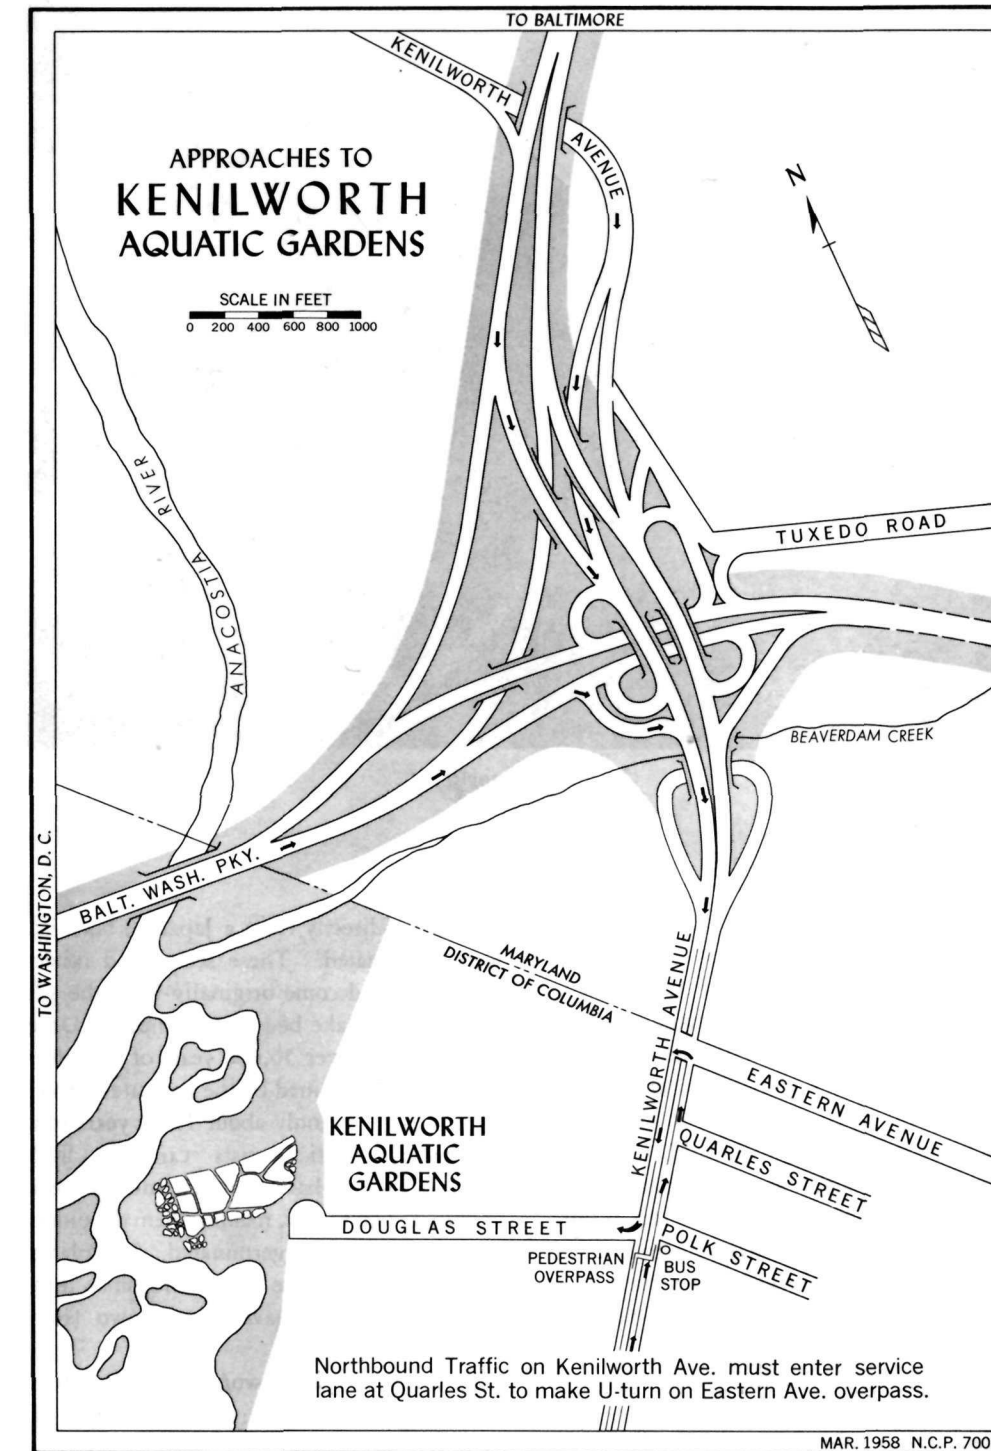 TO BALTIMORE
KENILWORTH
AVENUE
APPROACHES TO
KENILWORTH
AQUATIC GARDENS
N
SCALE IN FEET
0 200 400 600 800 1000
ANACOSTIA RIVER
TUXEDO ROAD
BEAVERDAM CREEK
TO WASHINGTON, D. C.
BALT. WASH. PKY.
MARYLAND
DISTRICT OF COLUMBIA
KENILWORTH AVENUE
EASTERN AVENUE
QUARLES STREET
KENILWORTH
AQUATIC
GARDENS
DOUGLAS STREET
POLK STREET
PEDESTRIAN
OVERPASS
BUS
STOP
Northbound Traffic on Kenilworth Ave. must enter service
lane at Quarles St. to make U-turn on Eastern Ave. overpass.
MAR. 1958 N.C.P. 700